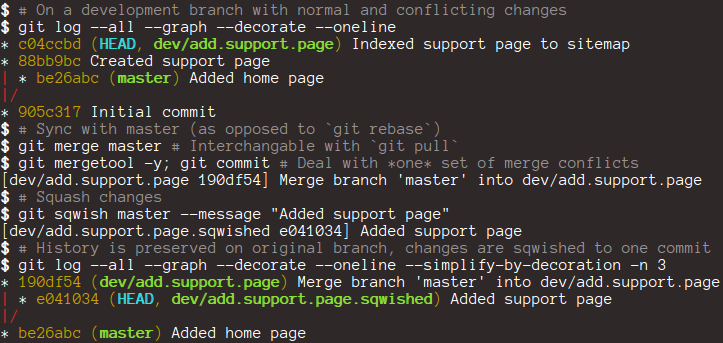 $ # On a development branch with normal and conflicting changes
$ git log --all --graph --decorate --oneline
* c04ccbd (HEAD, dev/add.support.page) Indexed support page to sitemap
* 88bb9bc Created support page
| * be26abc (master) Added home page
|/
* 905c317 Initial commit
$ # Sync with master (as opposed to `git rebase`)
$ git merge master # Interchangable with `git pull`
$ git mergetool -y; git commit # Deal with *one* set of merge conflicts
[dev/add.support.page 190df54] Merge branch 'master' into dev/add.support.page
$ # Squash changes
$ git sqwish master --message "Added support page"
[dev/add.support.page.sqwished e041034] Added support page
$ # History is preserved on original branch, changes are sqwished to one commit
$ git log --all --graph --decorate --oneline --simplify-by-decoration -n 3
* 190df54 (dev/add.support.page) Merge branch 'master' into dev/add.support.page
| * e041034 (HEAD, dev/add.support.page.sqwished) Added support page
|/
* be26abc (master) Added home page